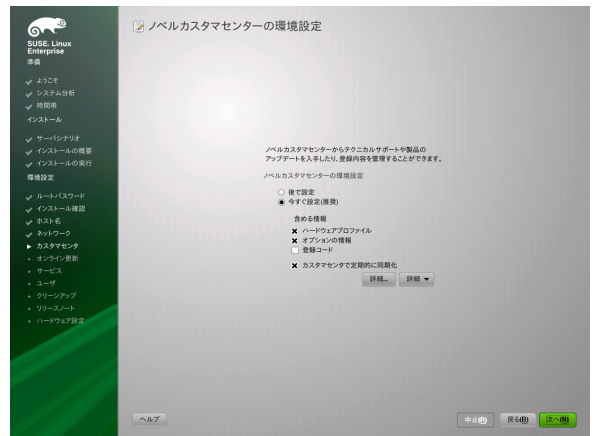 SUSE. Linux
Enterprise
準備
ようこそ
システム分析
時間帯
インストール
サーバシナリオ
インストールの概要
インストールの実行
環境設定
ルートパスワード
インストール確認
ホスト名
ネットワーク
カスタマセンタ
オンライン更新
サービス
ユーザ
クリーンアップ
リリースノート
ハードウェア設定
ノベルカスタマセンターの環境設定
ノベルカスタマセンターからテクニカルサポートや製品の
アップデートを入手したり、登録内容を管理することができます。
ノベルカスタマセンターの環境設定
後で設定
今すぐ設定(推奨)
含める情報
ハードウェアプロファイル
オプションの情報
登録コード
カスタマセンタで定期的に同期化
詳細... 詳細
ヘルプ 中止(R) 戻る(B) 次へ(N)